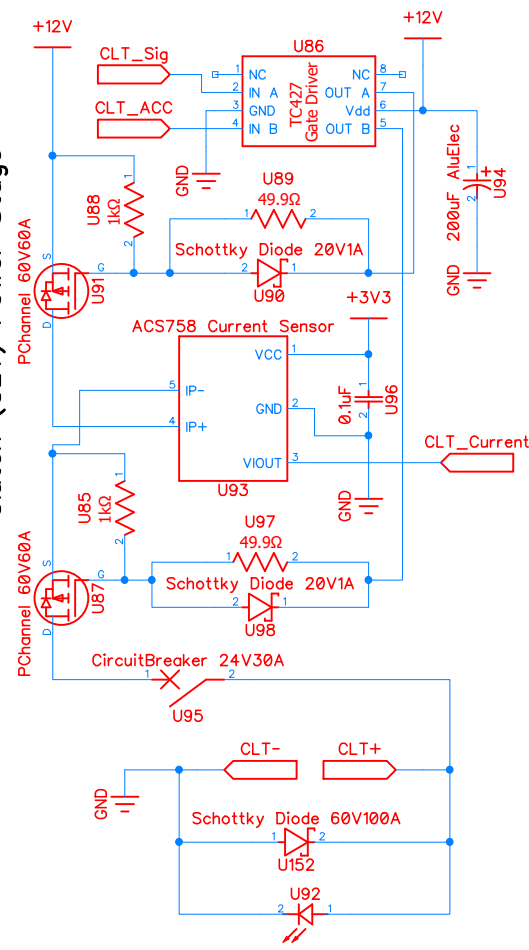 +12V
+12V
CLT_Sig
CLT_ACC
U86
TC427
Gate Driver
1 NC
2 IN A
3 GND
4 IN B
NC 8
OUT A 7
Vdd 6
OUT B 5
GND
200uF AluElec
1
+
2
U94
GND
U88
1kΩ
1
2
U89
49.9Ω
1
2
Schottky Diode 20V1A
2
1
U90
PChannel 60V60A
S
G
D
U91
+3V3
ACS758 Current Sensor
5 IP-
4 IP+
VCC 1
GND 2
VIOUT 3
U93
0.1uF
1
2
U96
GND
CLT_Current
U85
1kΩ
1
2
U97
49.9Ω
1
2
Schottky Diode 20V1A
2
1
U98
PChannel 60V60A
S
G
D
U87
CircuitBreaker 24V30A
1
2
U95
CLT-
CLT+
GND
Schottky Diode 60V100A
1
2
U152
U92
2
1